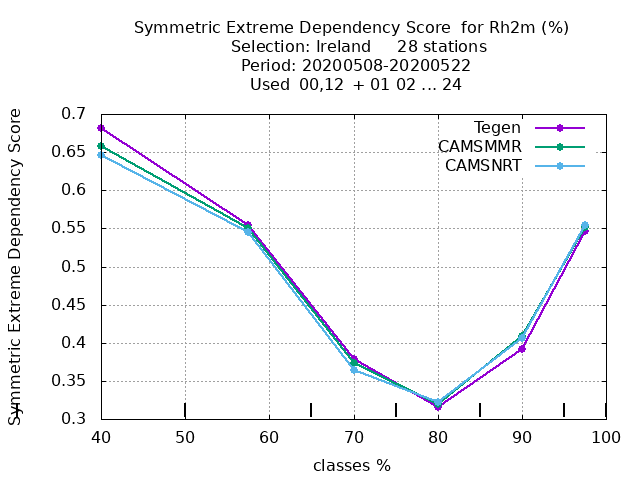 Symmetric Extreme Dependency Score for Rh2m (%)
Selection: Ireland 28 stations
Period: 20200508-20200522
Used 00,12 + 01 02 ... 24
Symmetric Extreme Dependency Score
0.7
0.65
0.6
0.55
0.5
0.45
0.4
0.35
0.3
Tegen
CAMSMMR
CAMSNRT
40 50 60 70 80 90 100
classes %